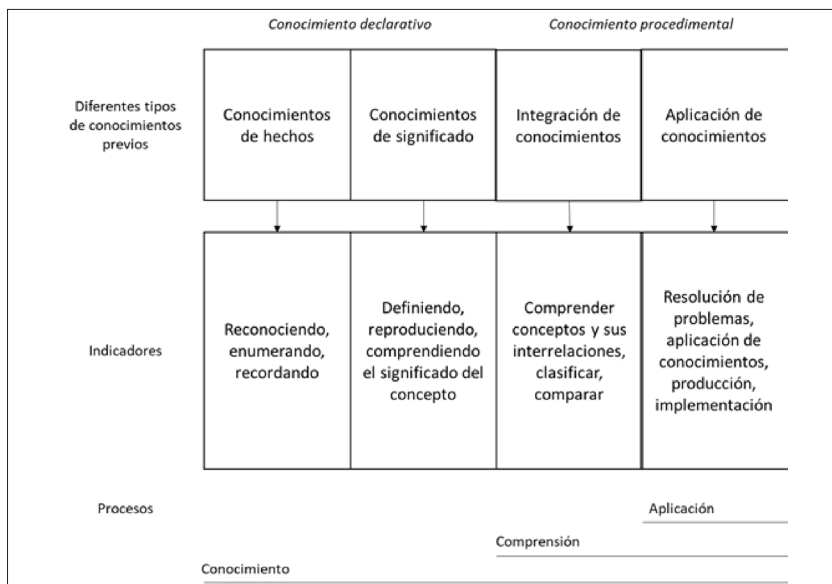 Conocimiento declarativo
Conocimiento procedimental
Diferentes tipos
de conocimientos
previos
Conocimientos
de hechos
Conocimientos
de significado
Integración de
conocimientos
Aplicación de
conocimientos
Indicadores
Reconociendo,
enumerando,
recordando
Definiendo,
reproduciendo,
comprendiendo
el significado del
concepto
Comprender
conceptos y sus
interrelaciones,
clasificar,
comparar
Resolución de
problemas,
aplicación de
conocimientos,
producción,
implementación
Procesos
Aplicación
Comprensión
Conocimiento